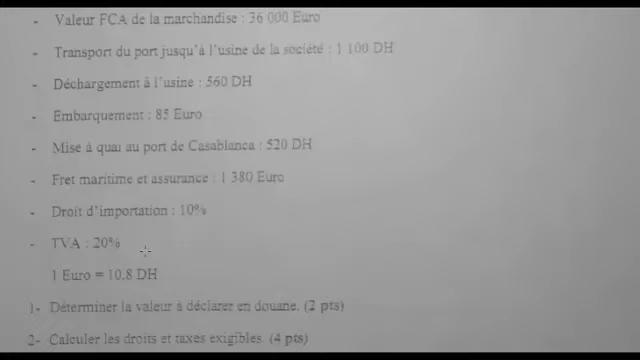 - Valeur FCA de la marchandise : 36 000 Euro
- Transport du port jusqu'à l'usine de la société : 1 100 DH
- Déchargement à l'usine : 560 DH
- Embarquement : 85 Euro
- Mise à quai au port de Casablanca : 520 DH
- Fret maritime et assurance : 1 380 Euro
- Droit d'importation : 10%
- TVA : 20%
1 Euro = 10.8 DH
1- Déterminer la valeur à déclarer en douane. (2 pts)
2- Calculer les droits et taxes exigibles. (4 pts)